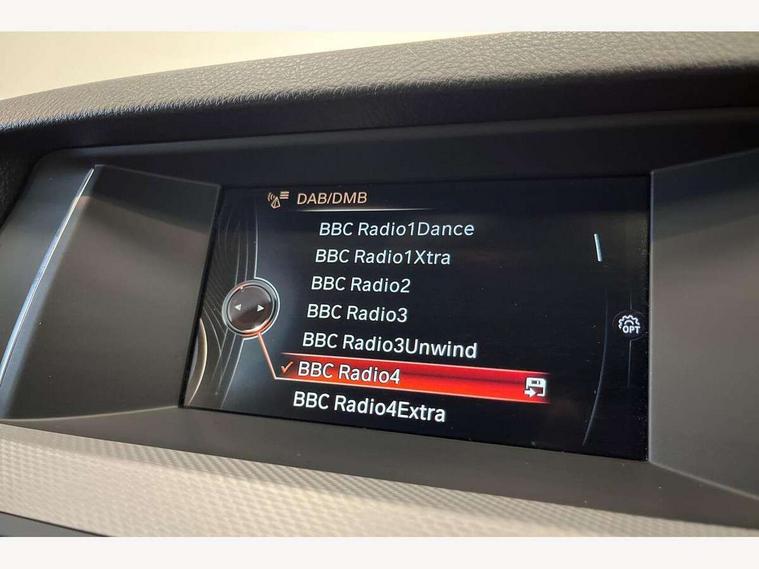 DAB/DMB
BBC Radio1Dance
BBC Radio1Xtra
BBC Radio2
BBC Radio3
OPT
BBC Radio3Unwind
BBC Radio4
BBC Radio4Extra